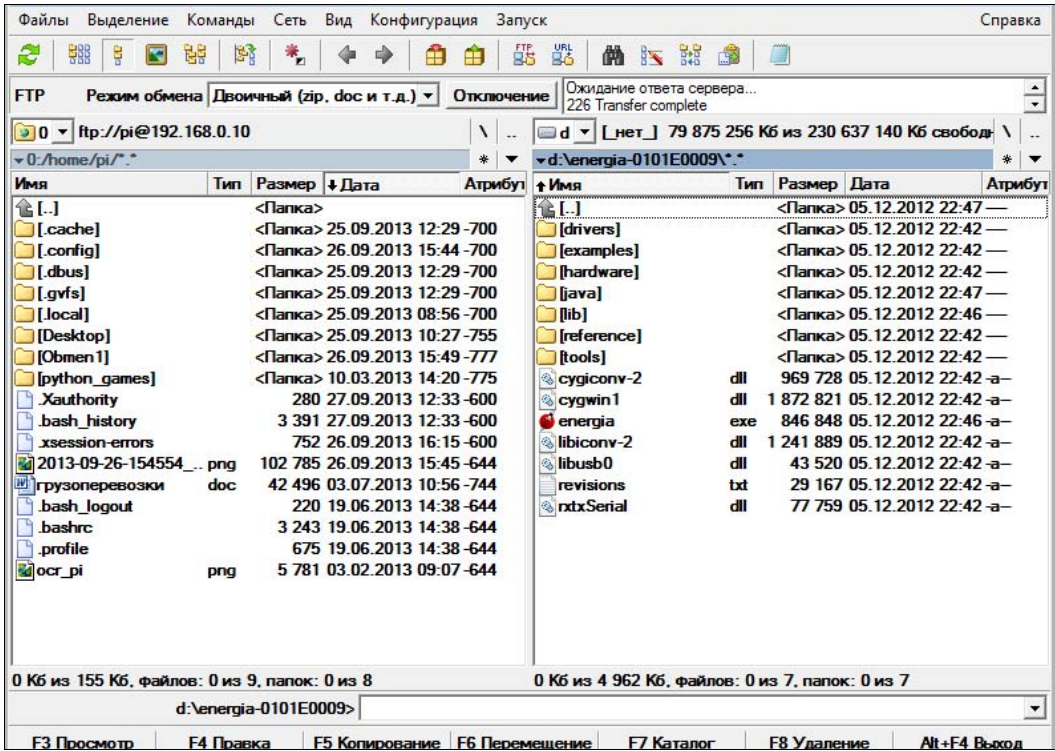 Файлы Выделение Команды Сеть Вид Конфигурация Запуск Справка
FTP
URL
FTP Режим обмена Двоичный (zip, doc и т.д.) Отключение
Ожидание ответа сервера...
226 Transfer complete
0 ftp://pi@192.168.0.10 \ ..
0:/home/pi/*.* *
Имя Тип Размер ↓Дата Атрибут
[..] <Папка>
[.cache] <Папка> 25.09.2013 12:29 -700
[.config] <Папка> 26.09.2013 15:44 -700
[.dbus] <Папка> 25.09.2013 12:29 -700
[.gvfs] <Папка> 25.09.2013 12:29 -700
[.local] <Папка> 25.09.2013 08:56 -700
[Desktop] <Папка> 25.09.2013 10:27 -755
[Obmen1] <Папка> 26.09.2013 15:49 -777
[python_games] <Папка> 10.03.2013 14:20 -775
.Xauthority 280 27.09.2013 12:33 -600
.bash_history 3 391 27.09.2013 12:33 -600
.xsession-errors 752 26.09.2013 16:15 -600
2013-09-26-154554_.. png 102 785 26.09.2013 15:45 -644
грузоперевозки doc 42 496 03.07.2013 10:56 -744
.bash_logout 220 19.06.2013 14:38 -644
.bashrc 3 243 19.06.2013 14:38 -644
.profile 675 19.06.2013 14:38 -644
ocr_pi png 5 781 03.02.2013 09:07 -644
0 Кб из 155 Кб, файлов: 0 из 9, папок: 0 из 8
d [_нет_] 79 875 256 Кб из 230 637 140 Кб свободн \ ..
d:\energia-0101E0009\*.* *
↑Имя Тип Размер Дата Атрибут
[..] <Папка> 05.12.2012 22:47 ----
[drivers] <Папка> 05.12.2012 22:42 ----
[examples] <Папка> 05.12.2012 22:42 ----
[hardware] <Папка> 05.12.2012 22:42 ----
[java] <Папка> 05.12.2012 22:47 ----
[lib] <Папка> 05.12.2012 22:46 ----
[reference] <Папка> 05.12.2012 22:42 ----
[tools] <Папка> 05.12.2012 22:42 ----
cygiconv-2 dll 969 728 05.12.2012 22:42 -a--
cygwin1 dll 1 872 821 05.12.2012 22:42 -a--
energia exe 846 848 05.12.2012 22:46 -a--
libiconv-2 dll 1 241 889 05.12.2012 22:42 -a--
libusb0 dll 43 520 05.12.2012 22:42 -a--
revisions txt 29 167 05.12.2012 22:42 -a--
rxtxSerial dll 77 759 05.12.2012 22:42 -a--
0 Кб из 4 962 Кб, файлов: 0 из 7, папок: 0 из 7
d:\energia-0101E0009>
F3 Просмотр F4 Правка F5 Копирование F6 Перемещение F7 Каталог F8 Удаление Alt+F4 Выход